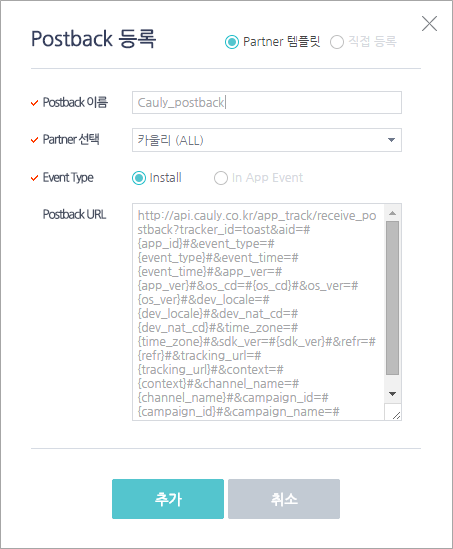 Postback 등록
Partner 템플릿
직접 등록
Postback 이름
Cauly_postback
Partner 선택
카울리 (ALL)
Event Type
Install
In App Event
Postback URL
http://api.cauly.co.kr/app_track/receive_po
stback?tracker_id=toast&aid=#
{app_id}#&event_type=#
{event_type}#&event_time=#
{event_time}#&app_ver=#
{app_ver}#&os_cd=#{os_cd}#&os_ver=#
{os_ver}#&dev_locale=#
{dev_locale}#&dev_nat_cd=#
{dev_nat_cd}#&time_zone=#
{time_zone}#&sdk_ver=#{sdk_ver}#&refr=#
{refr}#&tracking_url=#
{tracking_url}#&context=#
{context}#&channel_name=#
{channel_name}#&campaign_id=#
{campaign_id}#&campaign_name=#
추가
취소